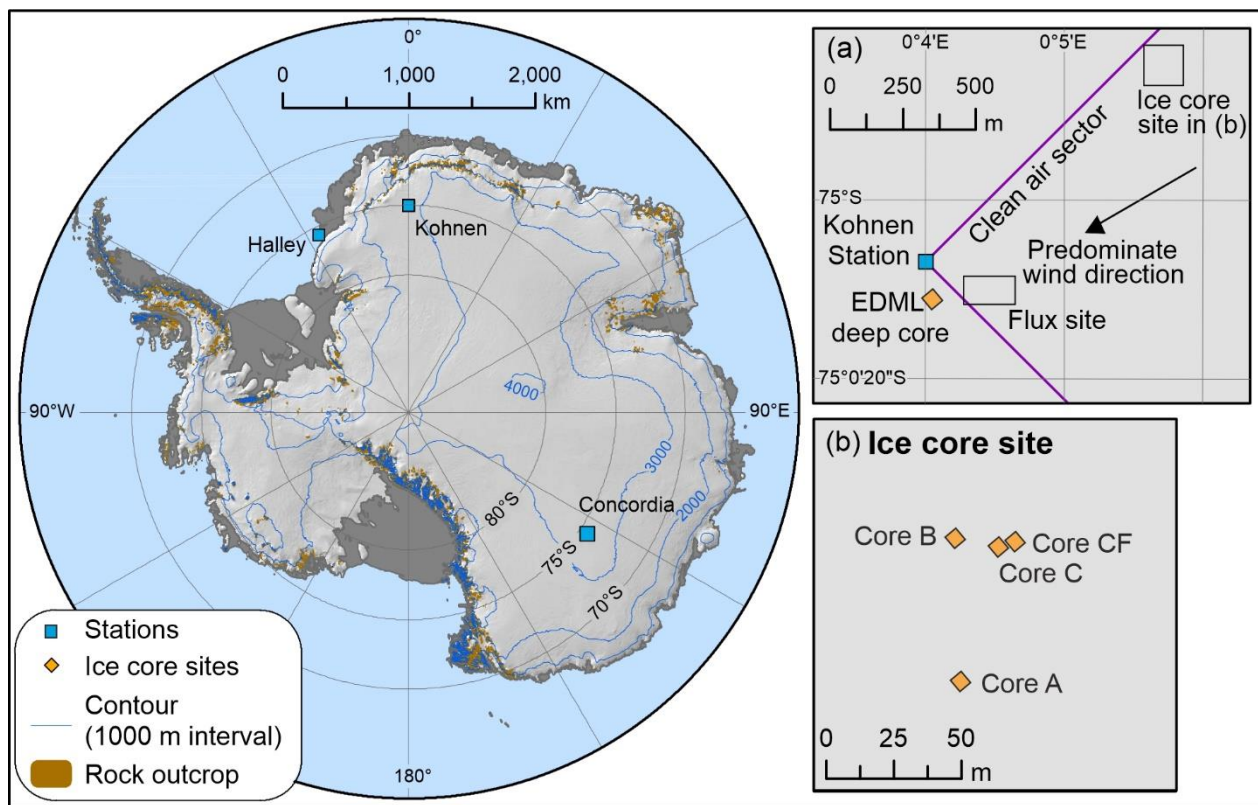 0°
0 1,000 2,000
km
Halley
Kohnen
4000
90°W
90°E
3000
2000
Concordia
80°S
75°S
70°S
180°
Stations
Ice core sites
Contour
(1000 m interval)
Rock outcrop
(a)
0°4'E
0°5'E
0 250 500
m
Ice core
site in (b)
Clean air sector
75°S
Kohnen
Station
Predominate
wind direction
EDML
deep core
Flux site
75°0'20"S
(b) Ice core site
Core B
Core CF
Core C
Core A
0 25 50
m